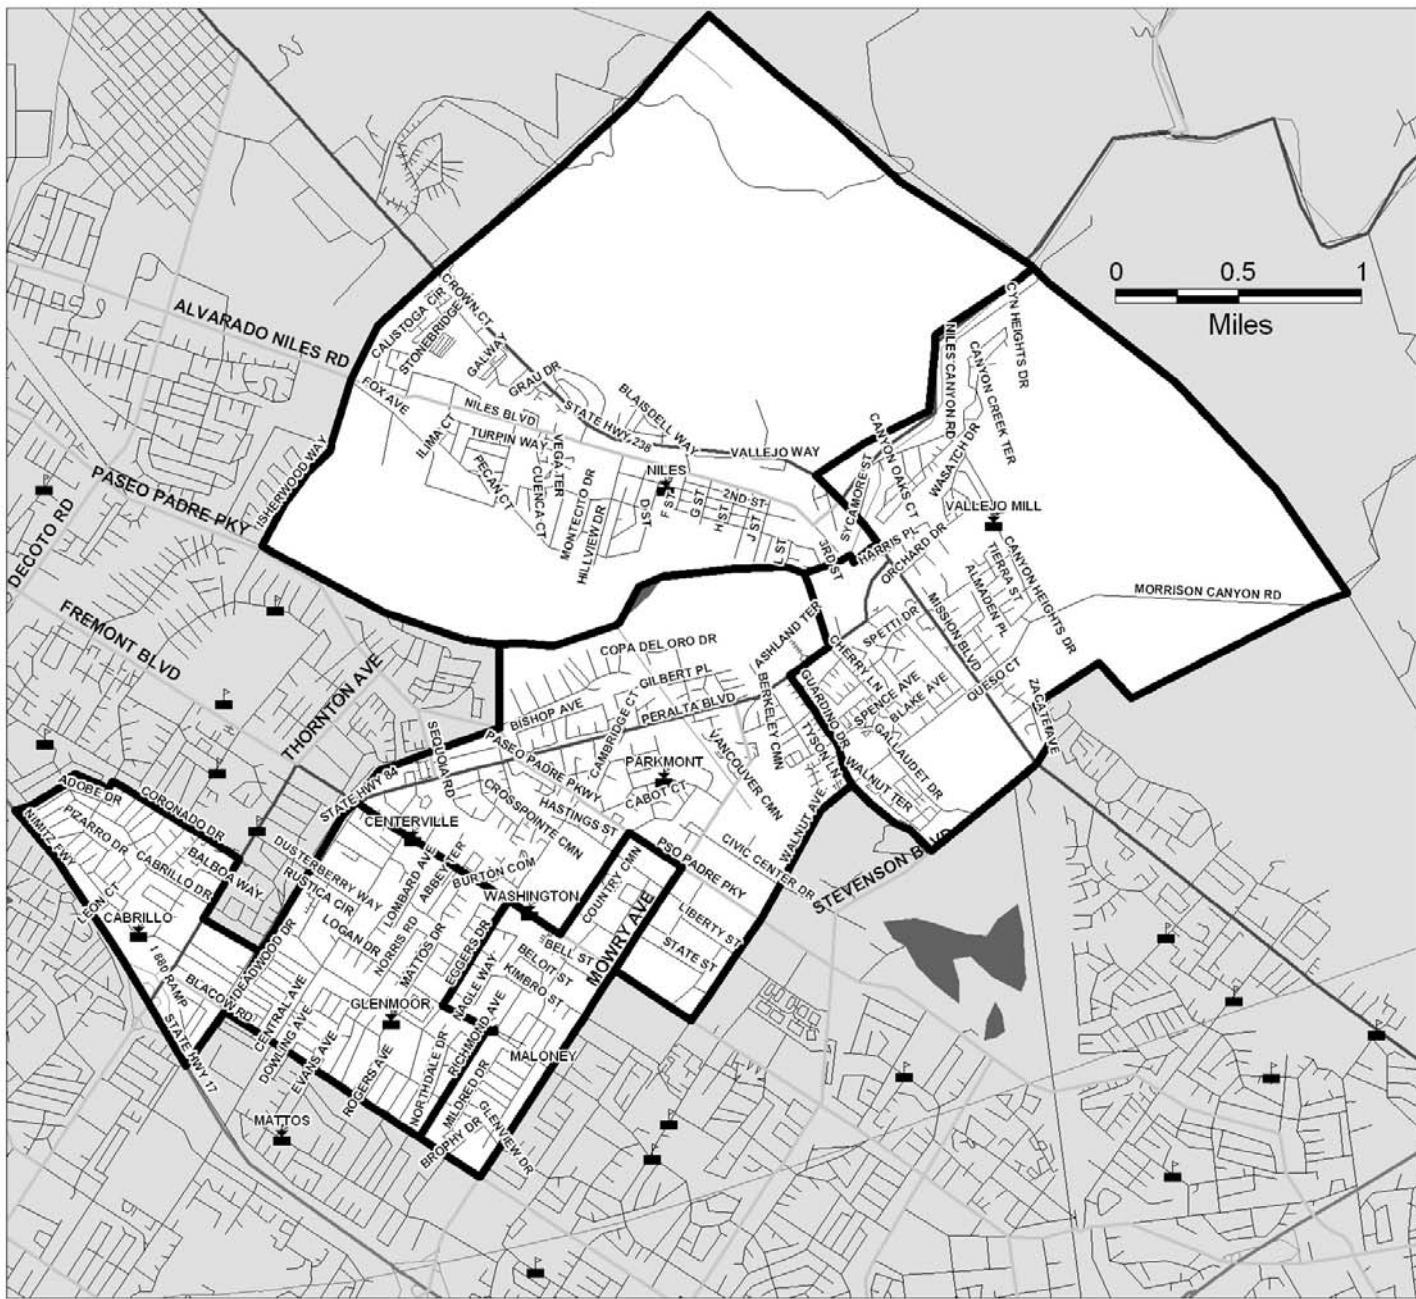 0 0.5 1
Miles
CROWN CT
CALISTOGA CIR
STONEBRIDGE
CYN HEIGHTS DR
ALVARADO NILES RD
GALWAY
GRAU DR
NILES CANYON RD
CANYON CREEK TER
FOX AVE
NILES BLVD
STATE HWY 238
BLAISDELL WAY
ILIMA CT
TURPIN WAY
VALLEJO WAY
CANYON OAKS CT
WASATCH DR
ISHERWOOD WAY
PECAN CT
VEGA TER
CUENCA CT
MONTECITO DR
HILLVIEW DR
NILES
D ST
F ST
G ST
H ST
2ND ST
J ST
L ST
3RD ST
SYCAMORE ST
VALLEJO MILL
PASEO PADRE PKY
DECOTO RD
HARRIS PL
ORCHARD DR
TIERRA ST
ALMADEN PL
CANYON HEIGHTS DR
MORRISON CANYON RD
FREMONT BLVD
THORNTON AVE
COPA DEL ORO DR
ASHLAND TER
SPETTI DR
MISSION BLVD
CHERRY LN
GILBERT PL
QUESO CT
ZACATE AVE
BISHOP AVE
CAMBRIDGE CT
PERALTA BLVD
BERKELEY CMN
GUARDINO DR
SPENCE AVE
BLAKE AVE
SEQUOIA RD
PASEO PADRE PKWY
VANCOUVER CMN
TYSON LN
GALLAUDET DR
WALNUT TER
PARKMONT
CABOT CT
STATE HWY 84
CROSSPOINTE CMN
HASTINGS ST
WALNUT AVE
ADOBE DR
CORONADO DR
NIMITZ FWY
PIZARRO DR
CABRILLO DR
BALBOA WAY
CENTERVILLE
DUSTERBERRY WAY
RUSTICA CIR
LOMBARD AVE
ABBEY TER
BURTON COM
PSO PADRE PKY
CIVIC CENTER DR
STEVENSON BLVD
LEON CT
CABRILLO
WASHINGTON
COUNTRY CMN
MOWRY AVE
LIBERTY ST
STATE ST
LOGAN DR
NORRIS RD
MATTOS DR
EGGERS DR
BELL ST
BELOIT ST
KIMBRO ST
I 880 RAMP
BLACOW RD
DEADWOOD DR
NAGLE WAY
GLENMOOR
CENTRAL AVE
DOWLING AVE
EVANS AVE
ROGERS AVE
NORTHDALE DR
RICHMOND AVE
STATE HWY 17
MALONEY
MILDRED DR
MATTOS
GLENVIEW DR
BROPHY DR